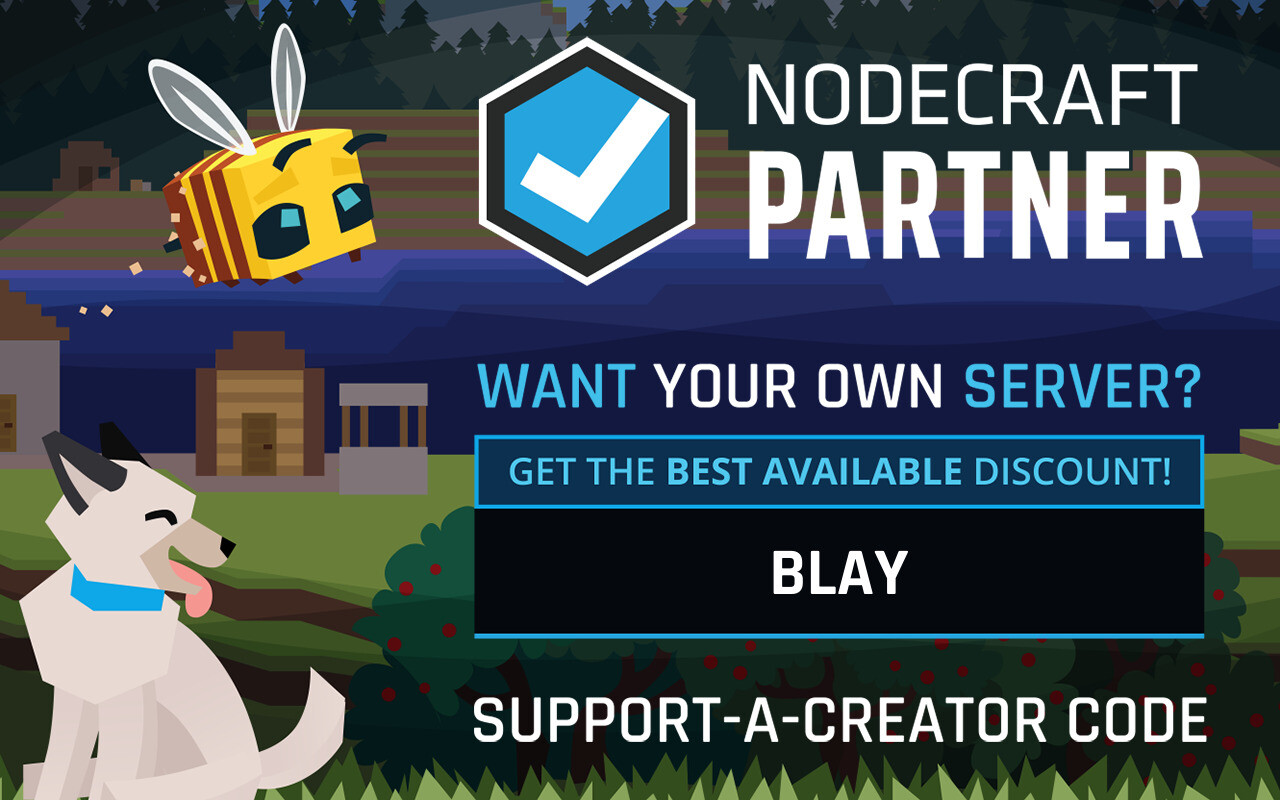 NODECRAFT
PARTNER
WANT YOUR OWN SERVER?
GET THE BEST AVAILABLE DISCOUNT!
BLAY
SUPPORT-A-CREATOR CODE